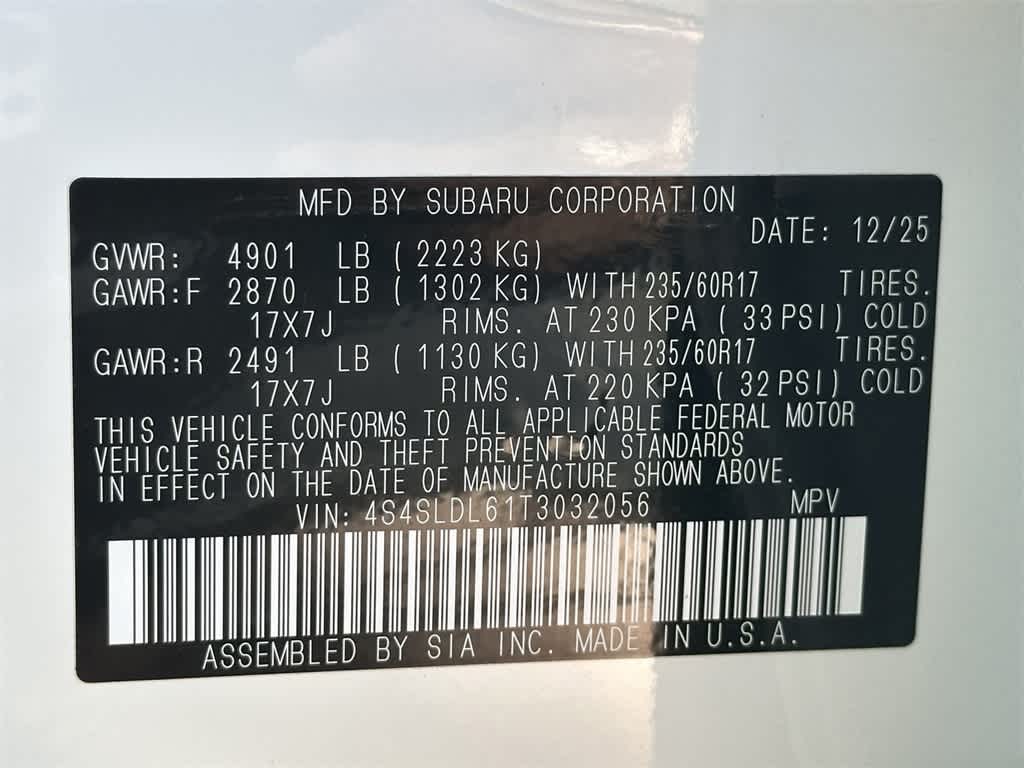 MFD BY SUBARU CORPORATION
DATE: 12/25
GVWR: 4901 LB (2223 KG)
GAWR:F 2870 LB (1302 KG) WITH 235/60R17 TIRES.
17X7J RIMS. AT 230 KPA (33 PSI) COLD
GAWR:R 2491 LB (1130 KG) WITH 235/60R17 TIRES.
17X7J RIMS. AT 220 KPA (32 PSI) COLD
THIS VEHICLE CONFORMS TO ALL APPLICABLE FEDERAL MOTOR
VEHICLE SAFETY AND THEFT PREVENTION STANDARDS
IN EFFECT ON THE DATE OF MANUFACTURE SHOWN ABOVE.
VIN: 4S4SLDL61T3032056 MPV
ASSEMBLED BY SIA INC. MADE IN U.S.A.